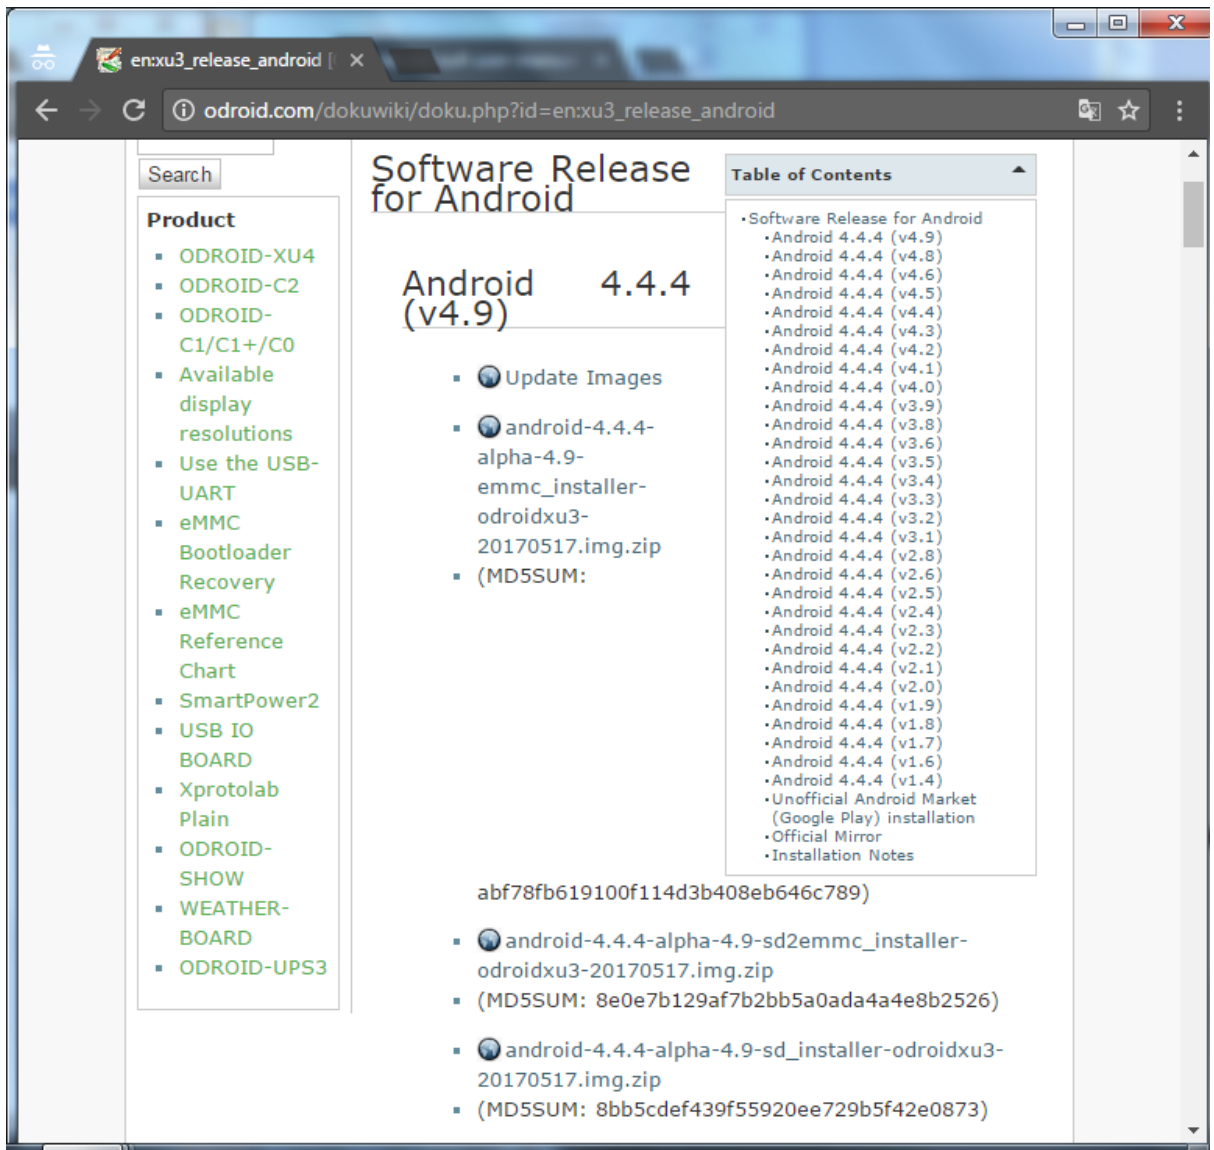 en:xu3_release_android [
odroid.com/dokuwiki/doku.php?id=en:xu3_release_android
Search
Product
ODROID-XU4
ODROID-C2
ODROID-
C1/C1+/C0
Available
display
resolutions
Use the USB-
UART
eMMC
Bootloader
Recovery
eMMC
Reference
Chart
SmartPower2
USB IO
BOARD
Xprotolab
Plain
ODROID-
SHOW
WEATHER-
BOARD
ODROID-UPS3
Software Release
for Android
Android 4.4.4
(v4.9)
Update Images
android-4.4.4-
alpha-4.9-
emmc_installer-
odroidxu3-
20170517.img.zip
(MD5SUM:
abf78fb619100f114d3b408eb646c789)
android-4.4.4-alpha-4.9-sd2emmc_installer-
odroidxu3-20170517.img.zip
(MD5SUM: 8e0e7b129af7b2bb5a0ada4a4e8b2526)
android-4.4.4-alpha-4.9-sd_installer-odroidxu3-
20170517.img.zip
(MD5SUM: 8bb5cdef439f55920ee729b5f42e0873)
Table of Contents
Software Release for Android
Android 4.4.4 (v4.9)
Android 4.4.4 (v4.8)
Android 4.4.4 (v4.6)
Android 4.4.4 (v4.5)
Android 4.4.4 (v4.4)
Android 4.4.4 (v4.3)
Android 4.4.4 (v4.2)
Android 4.4.4 (v4.1)
Android 4.4.4 (v4.0)
Android 4.4.4 (v3.9)
Android 4.4.4 (v3.8)
Android 4.4.4 (v3.6)
Android 4.4.4 (v3.5)
Android 4.4.4 (v3.4)
Android 4.4.4 (v3.3)
Android 4.4.4 (v3.2)
Android 4.4.4 (v3.1)
Android 4.4.4 (v2.8)
Android 4.4.4 (v2.6)
Android 4.4.4 (v2.5)
Android 4.4.4 (v2.4)
Android 4.4.4 (v2.3)
Android 4.4.4 (v2.2)
Android 4.4.4 (v2.1)
Android 4.4.4 (v2.0)
Android 4.4.4 (v1.9)
Android 4.4.4 (v1.8)
Android 4.4.4 (v1.7)
Android 4.4.4 (v1.6)
Android 4.4.4 (v1.4)
Unofficial Android Market
(Google Play) installation
Official Mirror
Installation Notes